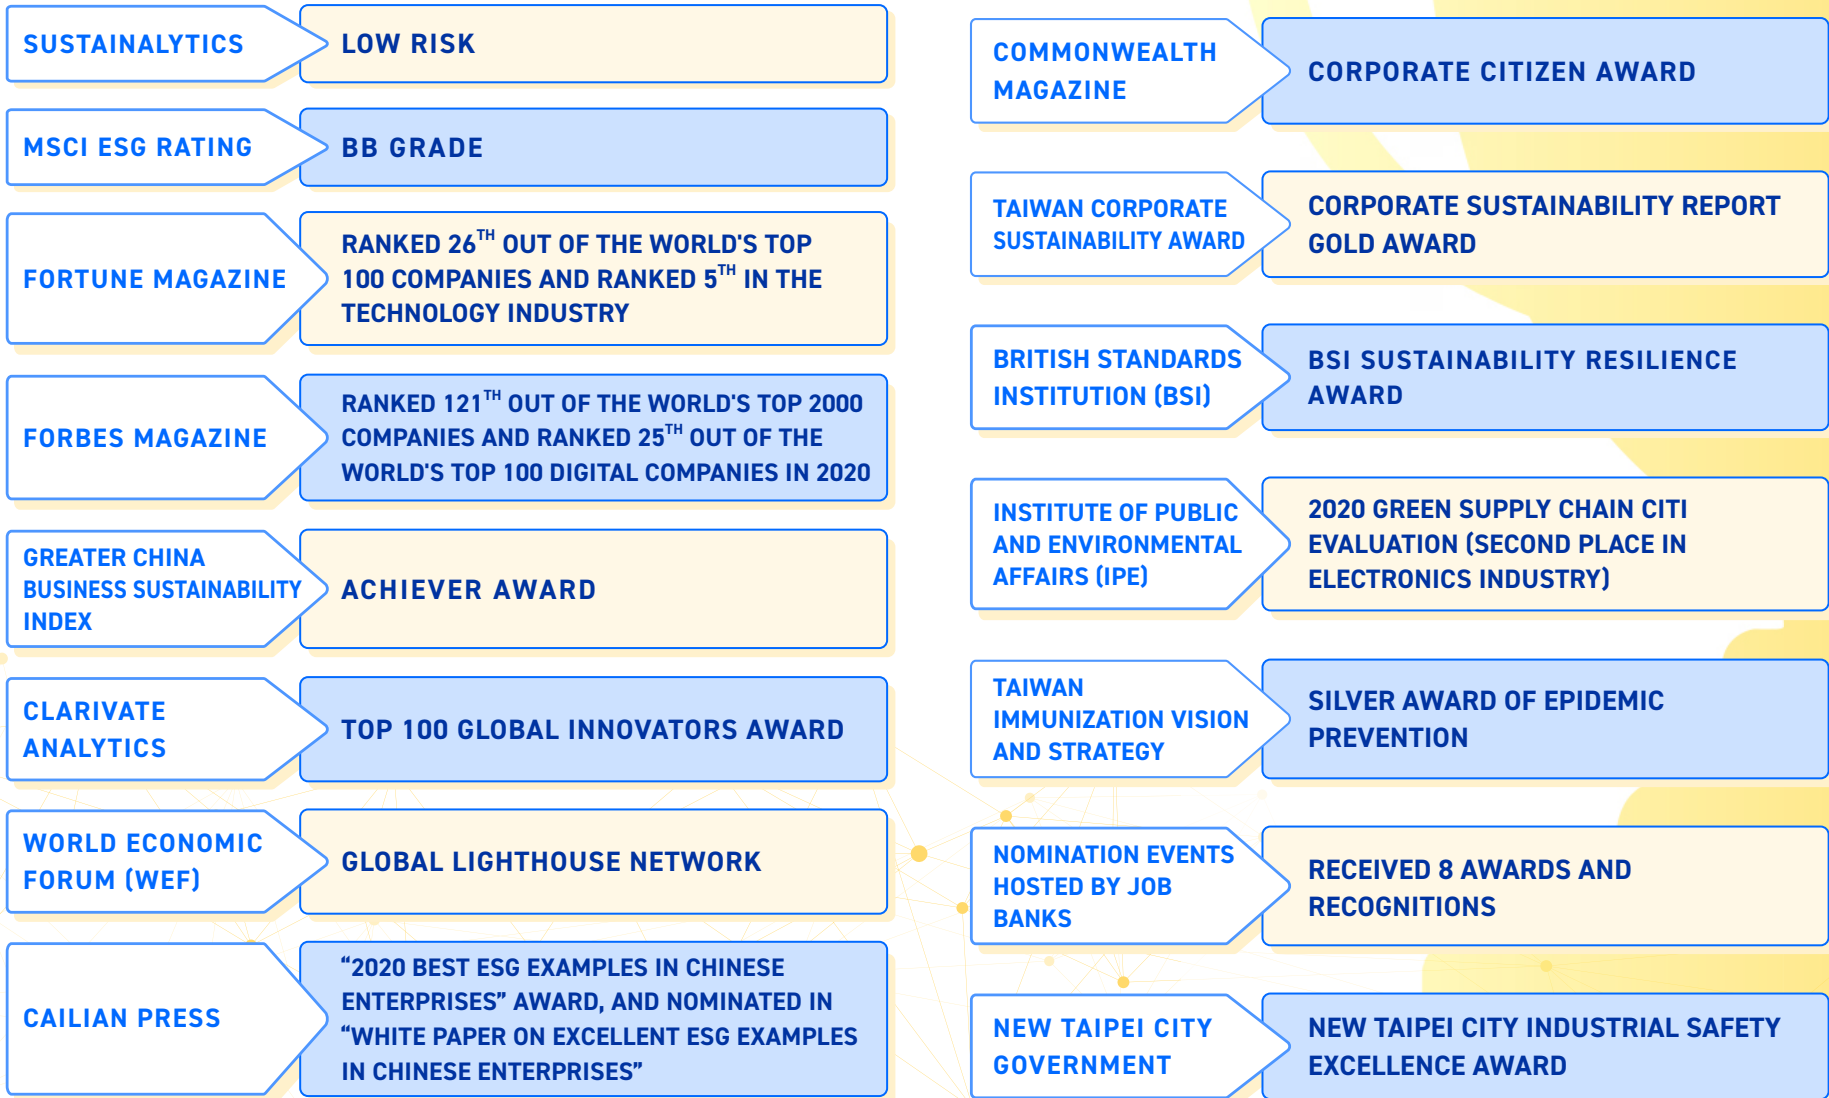 SUSTAINALYTICS
LOW RISK
MSCI ESG RATING
BB GRADE
FORTUNE MAGAZINE
RANKED 26TH OUT OF THE WORLD'S TOP
100 COMPANIES AND RANKED 5TH IN THE
TECHNOLOGY INDUSTRY
FORBES MAGAZINE
RANKED 121TH OUT OF THE WORLD'S TOP 2000
COMPANIES AND RANKED 25TH OUT OF THE
WORLD'S TOP 100 DIGITAL COMPANIES IN 2020
GREATER CHINA
BUSINESS SUSTAINABILITY
INDEX
ACHIEVER AWARD
CLARIVATE
ANALYTICS
TOP 100 GLOBAL INNOVATORS AWARD
WORLD ECONOMIC
FORUM (WEF)
GLOBAL LIGHTHOUSE NETWORK
CAILIAN PRESS
“2020 BEST ESG EXAMPLES IN CHINESE
ENTERPRISES” AWARD, AND NOMINATED IN
“WHITE PAPER ON EXCELLENT ESG EXAMPLES
IN CHINESE ENTERPRISES”
COMMONWEALTH
MAGAZINE
CORPORATE CITIZEN AWARD
TAIWAN CORPORATE
SUSTAINABILITY AWARD
CORPORATE SUSTAINABILITY REPORT
GOLD AWARD
BRITISH STANDARDS
INSTITUTION (BSI)
BSI SUSTAINABILITY RESILIENCE
AWARD
INSTITUTE OF PUBLIC
AND ENVIRONMENTAL
AFFAIRS (IPE)
2020 GREEN SUPPLY CHAIN CITI
EVALUATION (SECOND PLACE IN
ELECTRONICS INDUSTRY)
TAIWAN
IMMUNIZATION VISION
AND STRATEGY
SILVER AWARD OF EPIDEMIC
PREVENTION
NOMINATION EVENTS
HOSTED BY JOB
BANKS
RECEIVED 8 AWARDS AND
RECOGNITIONS
NEW TAIPEI CITY
GOVERNMENT
NEW TAIPEI CITY INDUSTRIAL SAFETY
EXCELLENCE AWARD